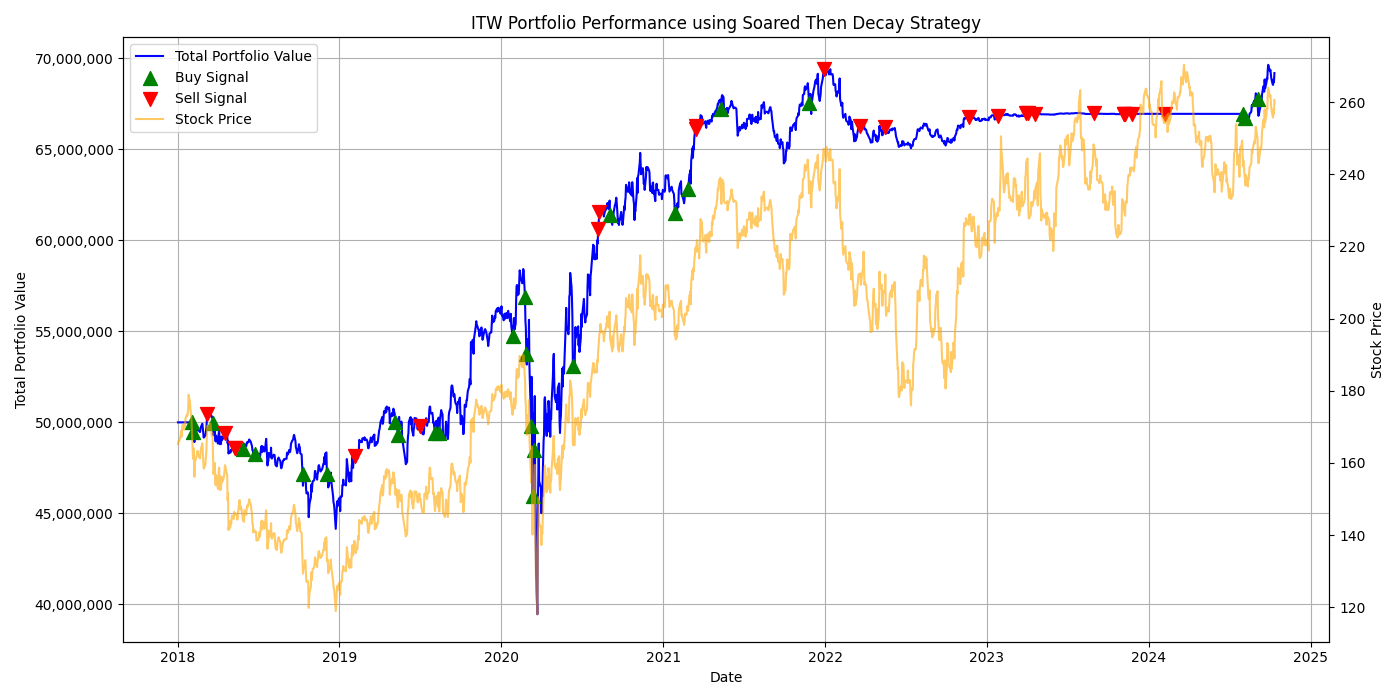 ITW Portfolio Performance using Soared Then Decay Strategy
Total Portfolio Value
Buy Signal
Sell Signal
Stock Price
70,000,000
65,000,000
60,000,000
55,000,000
50,000,000
45,000,000
40,000,000
Total Portfolio Value
260
240
220
200
180
160
140
120
Stock Price
2018
2019
2020
2021
2022
2023
2024
2025
Date